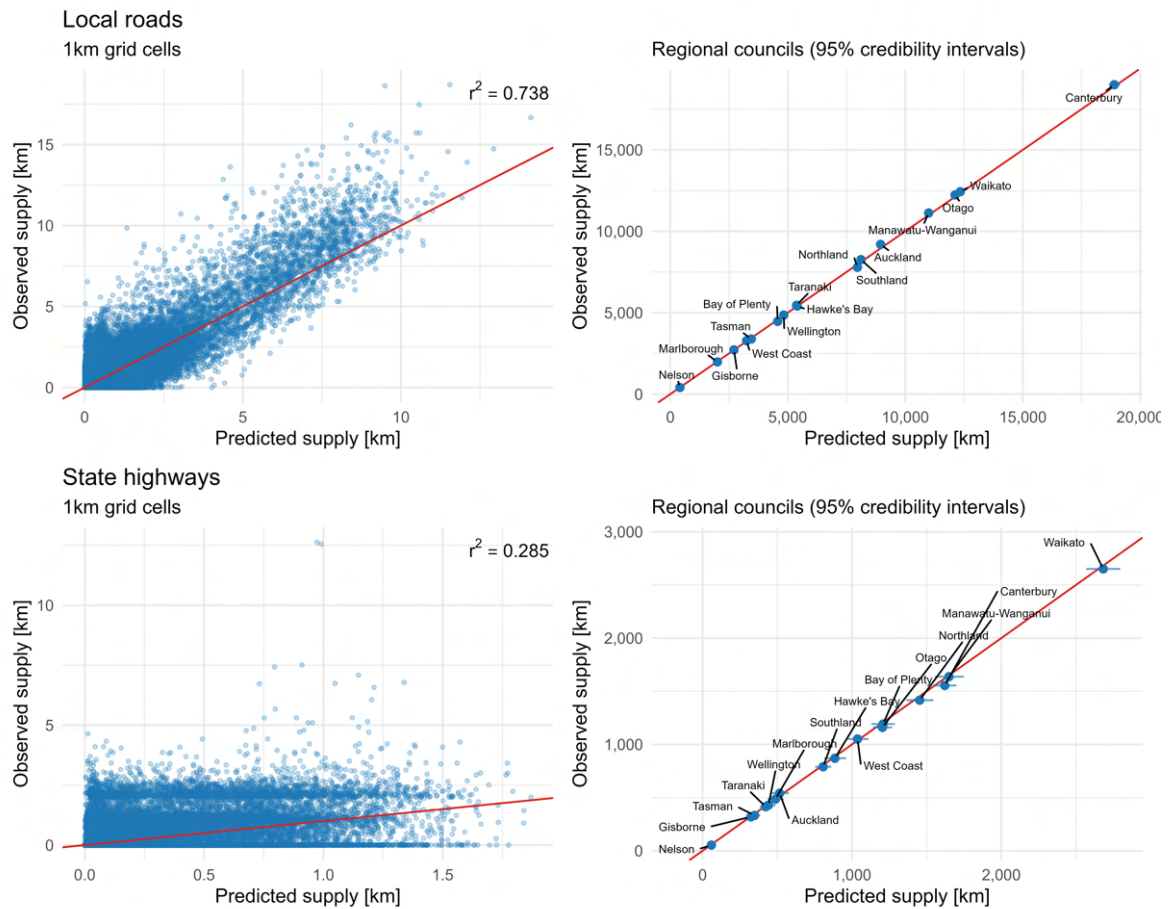 Local roads
1km grid cells
r² = 0.738
Observed supply [km]
15
10
5
0
0 5 10
Predicted supply [km]
Regional councils (95% credibility intervals)
Canterbury
Waikato
Otago
Manawatu-Wanganui
Auckland
Northland
Southland
Taranaki
Hawke's Bay
Bay of Plenty
Wellington
Tasman
West Coast
Marlborough
Gisborne
Nelson
Observed supply [km]
15,000
10,000
5,000
0
0 5,000 10,000 15,000 20,000
Predicted supply [km]
State highways
1km grid cells
r² = 0.285
Observed supply [km]
10
5
0
0.0 0.5 1.0 1.5
Predicted supply [km]
Regional councils (95% credibility intervals)
Waikato
Canterbury
Manawatu-Wanganui
Northland
Otago
Bay of Plenty
Hawke's Bay
Southland
Marlborough
West Coast
Wellington
Taranaki
Tasman
Auckland
Gisborne
Nelson
Observed supply [km]
3,000
2,000
1,000
0
0 1,000 2,000
Predicted supply [km]